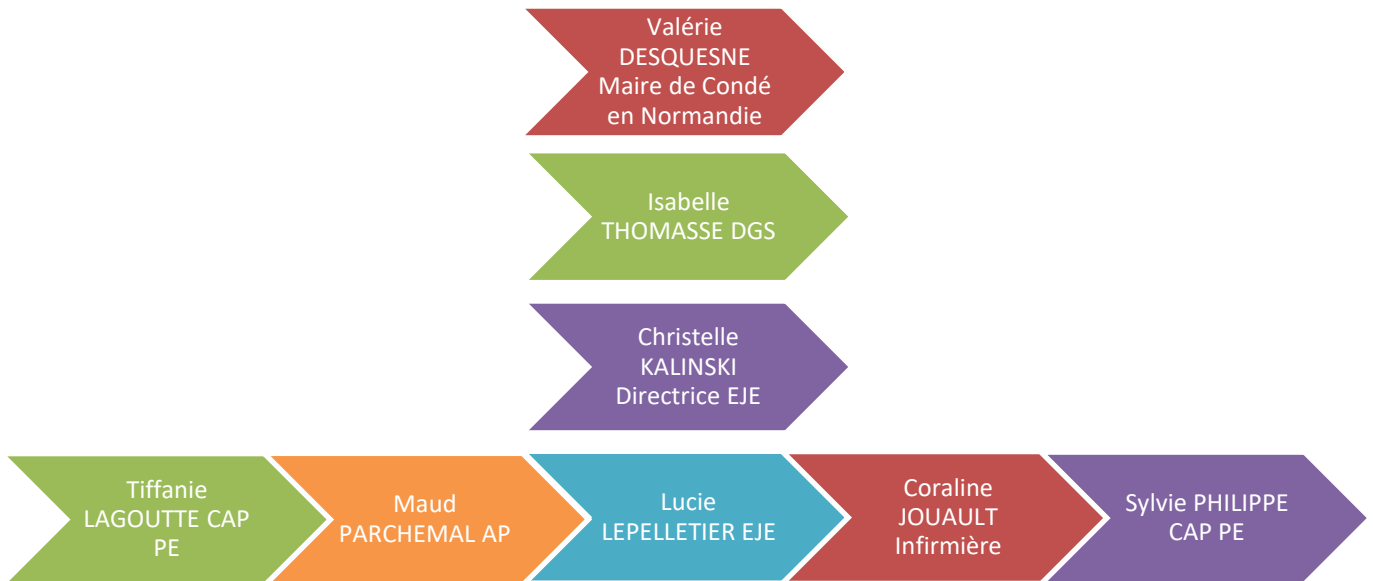 Valérie
DESQUESNE
Maire de Condé
en Normandie
Isabelle
THOMASSE DGS
Christelle
KALINSKI
Directrice EJE
Tiffanie
LAGOUTTE CAP
PE
Maud
PARCHEMAL AP
Lucie
LEPELLETIER EJE
Coraline
JOUAULT
Infirmière
Sylvie PHILIPPE
CAP PE